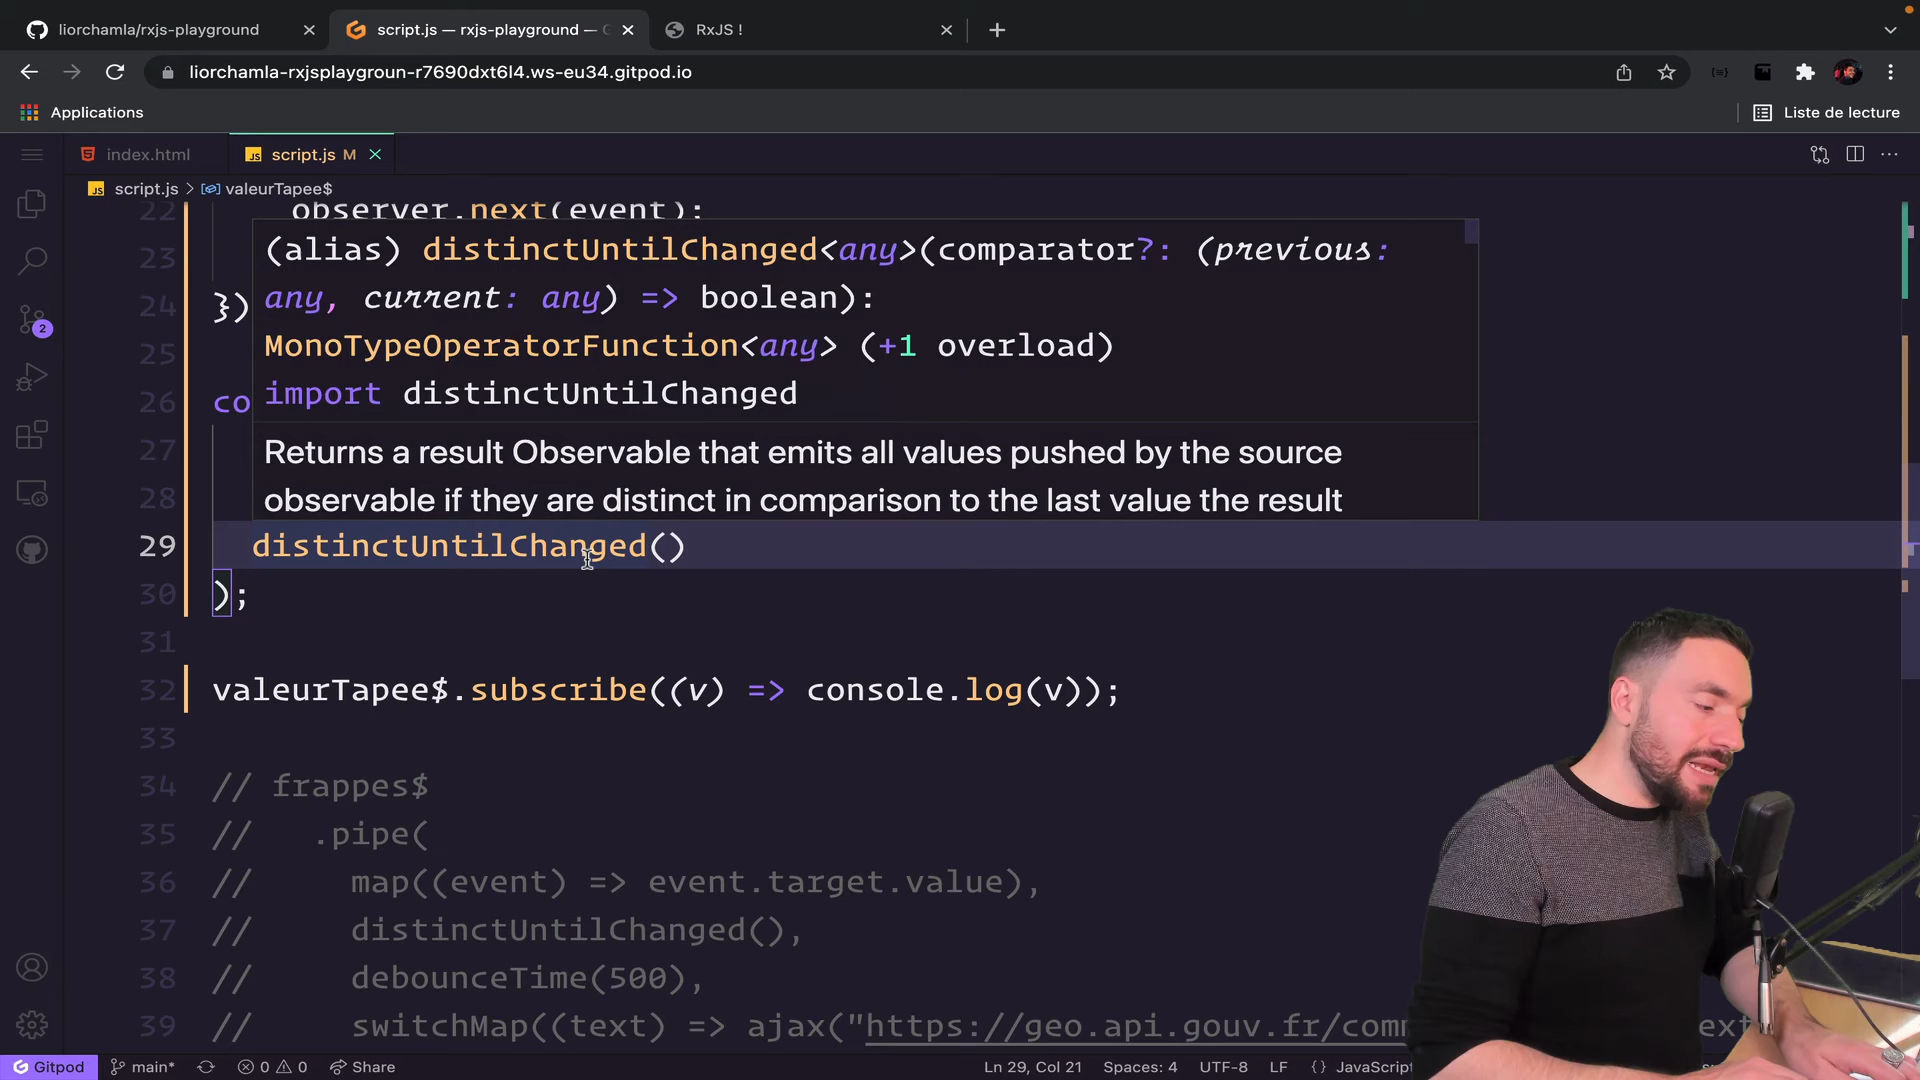 liorchamla/rxjs-playground
script.js — rxjs-playground —
RxJS !
liorchamla-rxjsplaygroun-r7690dxt6l4.ws-eu34.gitpod.io
Applications
Liste de lecture
index.html
JS script.js M
JS script.js > valeurTapee$
22 observer.next(event);
23
24 })
25
26 co
27
28
(alias) distinctUntilChanged<any>(comparator?: (previous:
any, current: any) => boolean):
MonoTypeOperatorFunction<any> (+1 overload)
import distinctUntilChanged
Returns a result Observable that emits all values pushed by the source
observable if they are distinct in comparison to the last value the result
29 distinctUntilChanged()
30 );
31
32 valeurTapee$.subscribe((v) => console.log(v));
33
34 // frappes$
35 // .pipe(
36 // map((event) => event.target.value),
37 // distinctUntilChanged(),
38 // debounceTime(500),
39 // switchMap((text) => ajax("https://geo.api.gouv.fr/com
2
Gitpod main* 0 0 Share Ln 29, Col 21 Spaces: 4 UTF-8 LF {} JavaScript